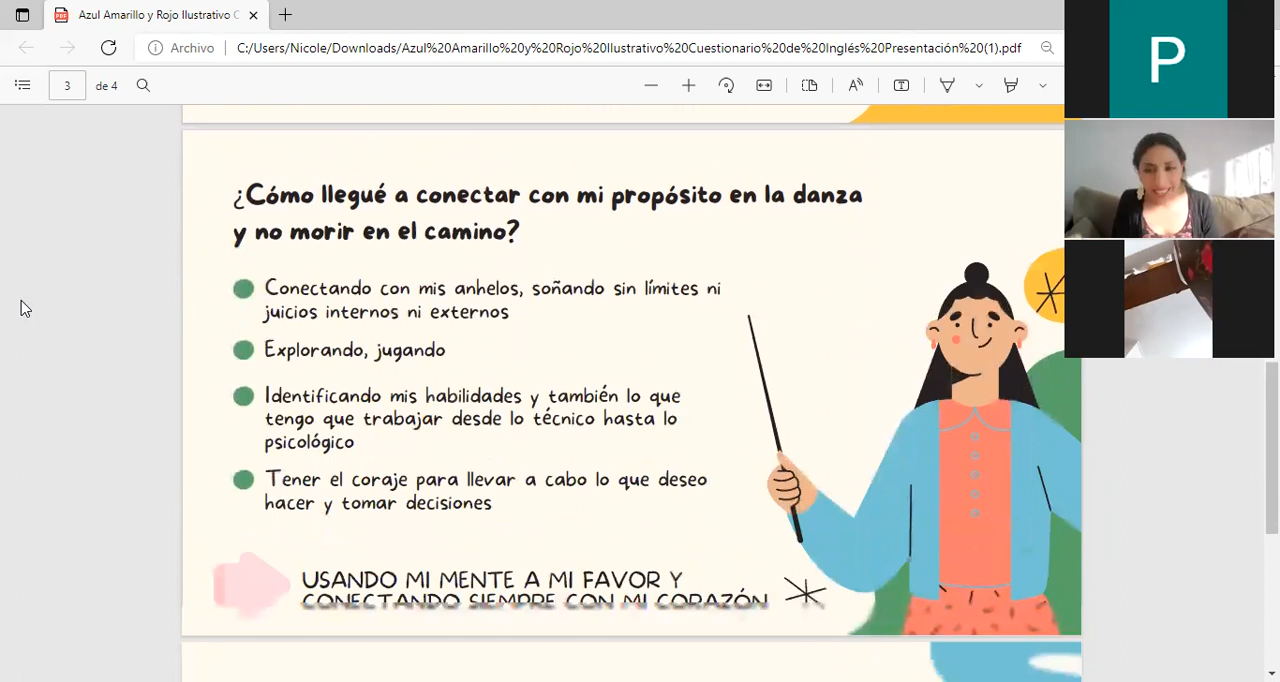 Azul Amarillo y Rojo Ilustrativo C
Archivo
C:/Users/Nicole/Downloads/Azul%20Amarillo%20y%20Rojo%20Ilustrativo%20Cuestionario%20de%20Inglés%20Presentación%20(1).pdf
3 de 4
P
¿Cómo llegué a conectar con mi propósito en la danza
y no morir en el camino?
Conectando con mis anhelos, soñando sin límites ni
juicios internos ni externos
Explorando, jugando
Identificando mis habilidades y también lo que
tengo que trabajar desde lo técnico hasta lo
psicológico
Tener el coraje para llevar a cabo lo que deseo
hacer y tomar decisiones
USANDO MI MENTE A MI FAVOR Y
CONECTANDO SIEMPRE CON MI CORAZÓN